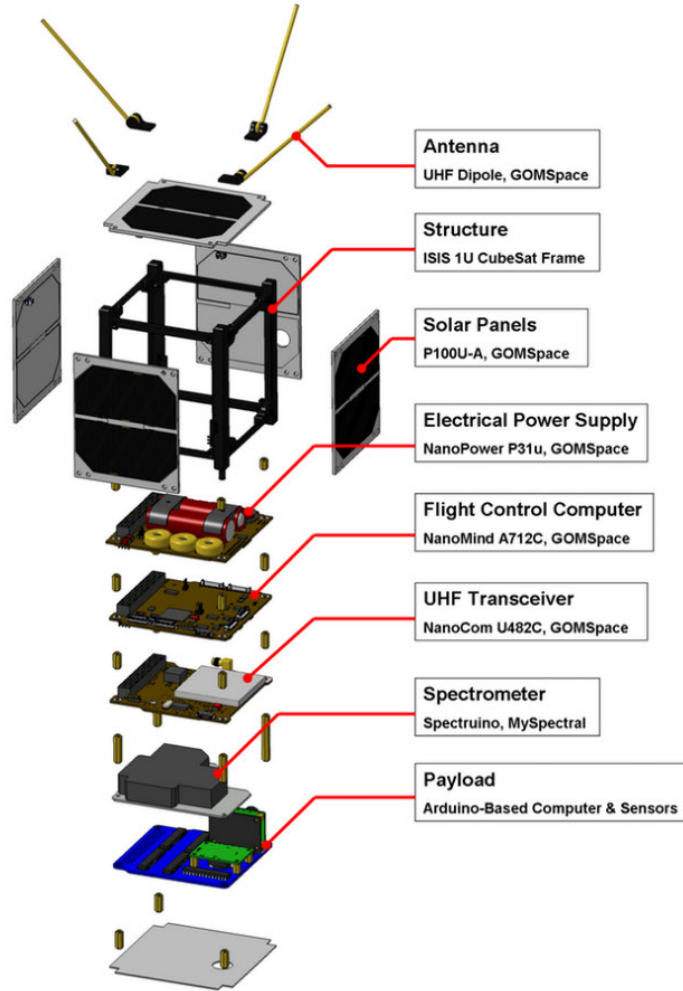 Antenna
UHF Dipole, GOMSpace
Structure
ISIS 1U CubeSat Frame
Solar Panels
P100U-A, GOMSpace
Electrical Power Supply
NanoPower P31u, GOMSpace
Flight Control Computer
NanoMind A712C, GOMSpace
UHF Transceiver
NanoCom U482C, GOMSpace
Spectrometer
Spectruino, MySpectral
Payload
Arduino-Based Computer & Sensors